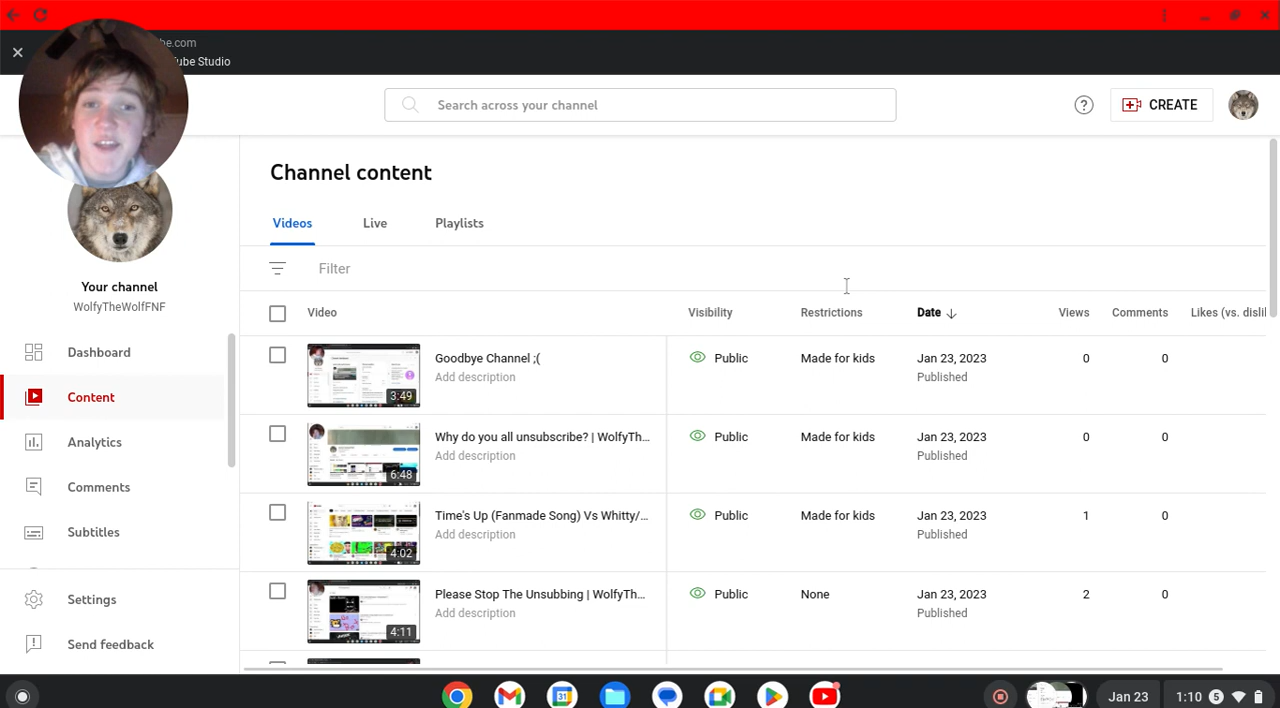 be.com
ube Studio
Search across your channel
CREATE
Channel content
Videos
Live
Playlists
Filter
Your channel
WolfyTheWolfFNF
Dashboard
Content
Analytics
Comments
Subtitles
Settings
Send feedback
Video
Visibility
Restrictions
Date
Views
Comments
Likes (vs. disli
3:49
Goodbye Channel ;(
Add description
Public
Made for kids
Jan 23, 2023
Published
0
0
6:48
Why do you all unsubscribe? | WolfyTh...
Add description
Public
Made for kids
Jan 23, 2023
Published
0
0
4:02
Time's Up (Fanmade Song) Vs Whitty/...
Add description
Public
Made for kids
Jan 23, 2023
Published
1
0
4:11
Please Stop The Unsubbing | WolfyTh...
Add description
Public
None
Jan 23, 2023
Published
2
0
31
Jan 23
1:10
5